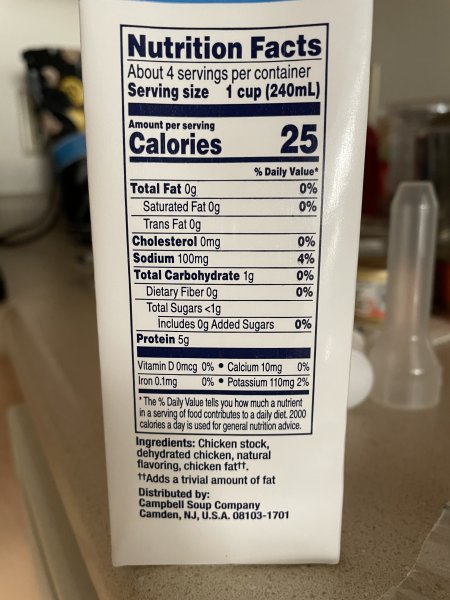 Nutrition Facts
About 4 servings per container
Serving size 1 cup (240mL)
Amount per serving
Calories 25
% Daily Value*
Total Fat 0g 0%
Saturated Fat 0g 0%
Trans Fat 0g
Cholesterol 0mg 0%
Sodium 100mg 4%
Total Carbohydrate 1g 0%
Dietary Fiber 0g 0%
Total Sugars <1g
Includes 0g Added Sugars 0%
Protein 5g
Vitamin D 0mcg 0% • Calcium 10mg 0%
Iron 0.1mg 0% • Potassium 110mg 2%
* The % Daily Value tells you how much a nutrient
in a serving of food contributes to a daily diet. 2000
calories a day is used for general nutrition advice.
Ingredients: Chicken stock,
dehydrated chicken, natural
flavoring, chicken fat††.
††Adds a trivial amount of fat
Distributed by:
Campbell Soup Company
Camden, NJ, U.S.A. 08103-1701